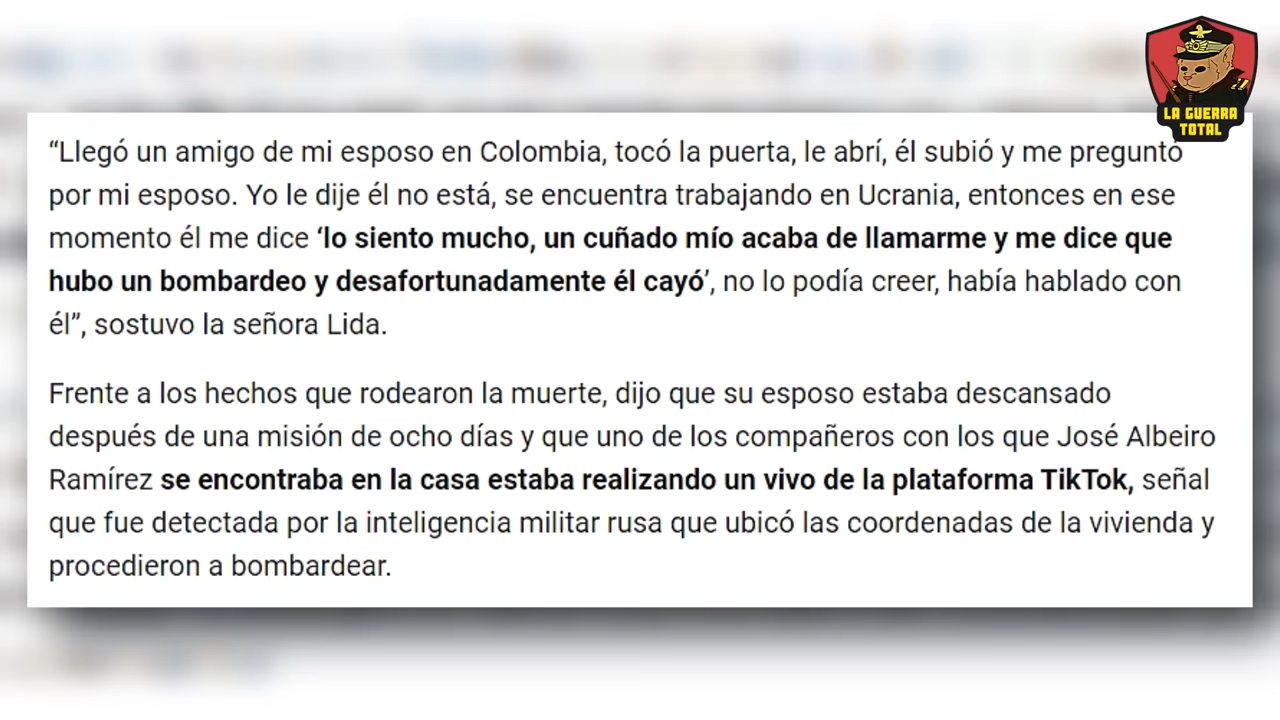 LA GUERRA
TOTAL
“Llegó un amigo de mi esposo en Colombia, tocó la puerta, le abrí, él subió y me preguntó
por mi esposo. Yo le dije él no está, se encuentra trabajando en Ucrania, entonces en ese
momento él me dice ‘lo siento mucho, un cuñado mío acaba de llamarme y me dice que
hubo un bombardeo y desafortunadamente él cayó’, no lo podía creer, había hablado con
él”, sostuvo la señora Lida.
Frente a los hechos que rodearon la muerte, dijo que su esposo estaba descansado
después de una misión de ocho días y que uno de los compañeros con los que José Albeiro
Ramírez se encontraba en la casa estaba realizando un vivo de la plataforma TikTok, señal
que fue detectada por la inteligencia militar rusa que ubicó las coordenadas de la vivienda y
procedieron a bombardear.